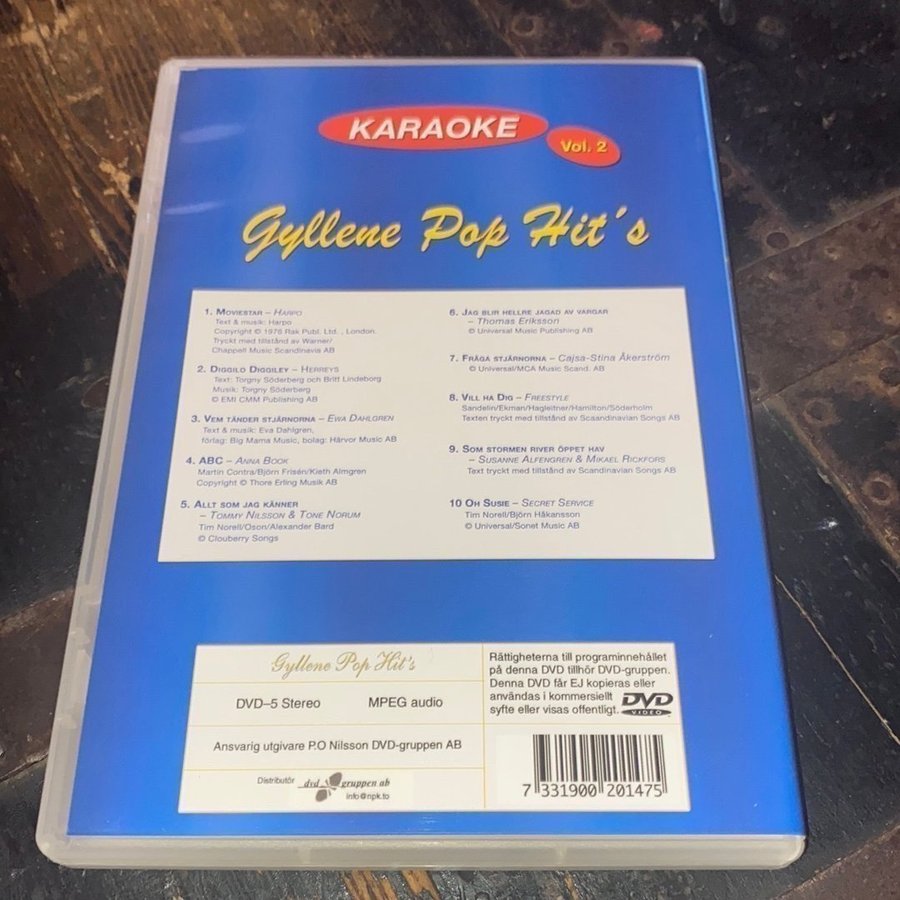 KARAOKE
Vol. 2
Gyllene Pop Hit´s
1. MOVIESTAR – HARPO
Text & musik: Harpo
Copyright © 1976 Rak Publ. Ltd. , London.
Tryckt med tillstånd av Warner/
Chappell Music Scandinavia AB
2. DIGGILO DIGGILEY – HERREYS
Text: Torgny Söderberg och Britt Lindeborg
Musik: Torgny Söderberg
© EMI CMM Publishing AB
3. VEM TÄNDER STJÄRNORNA – EWA DAHLGREN
Text & musik: Eva Dahlgren,
förlag: Big Mama Music, bolag: Härvor Music AB
4. ABC – ANNA BOOK
Martin Contra/Björn Frisén/Kieth Almgren
Copyright © Thore Erling Musik AB
5. ALLT SOM JAG KÄNNER
– TOMMY NILSSON & TONE NORUM
Tim Norell/Oson/Alexander Bard
© Clouberry Songs
6. JAG BLIR HELLRE JAGAD AV VARGAR
– Thomas Eriksson
© Universal Music Publishing AB
7. FRÅGA STJÄRNORNA – Cajsa-Stina Åkerström
© Universal/MCA Music Scand. AB
8. VILL HA DIG – FREESTYLE
Sandelin/Ekman/Hagleitner/Hamilton/Söderholm
Texten tryckt med tillstånd av Scaandinavian Songs AB
9. SOM STORMEN RIVER ÖPPET HAV
– SUSANNE ALFENGREN & MIKAEL RICKFORS
Text tryckt med tillstånd av Scandinavian Songs AB
10 OH SUSIE – SECRET SERVICE
Tim Norell/Björn Håkansson
© Universal/Sonet Music AB
Gyllene Pop Hit´s
DVD–5 Stereo MPEG audio
Ansvarig utgivare P.O Nilsson DVD-gruppen AB
Distributör dvd gruppen ab
info@npk.to
Rättigheterna till programinnehållet
på denna DVD tillhör DVD-gruppen.
Denna DVD får EJ kopieras eller
användas i kommersiellt
syfte eller visas offentligt.
DVD
VIDEO
7 331900 201475